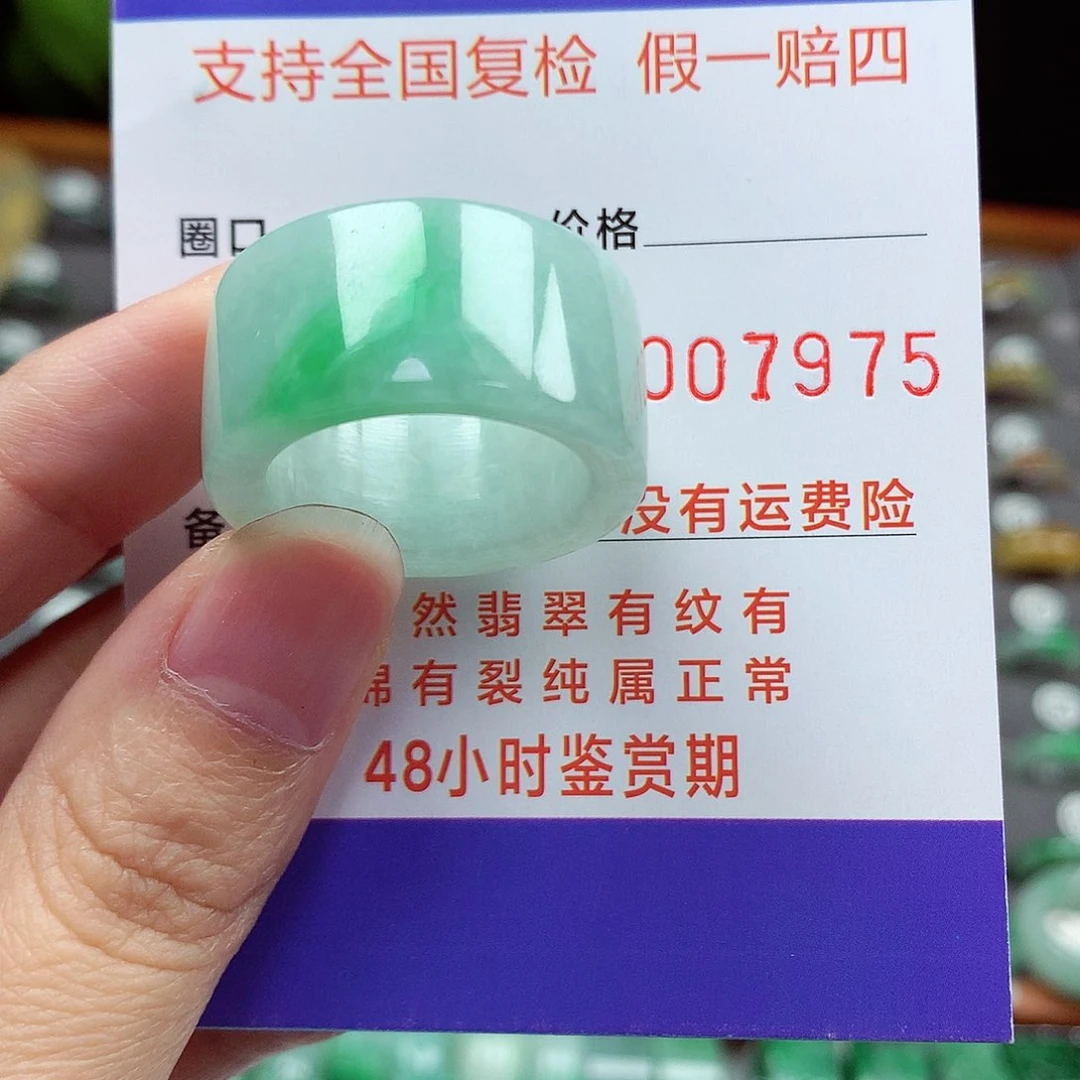 支持全国复检 假一赔四
圈口 价格
007975
备 没有运费险
然翡翠有纹有
棉有裂纯属正常
48小时鉴赏期